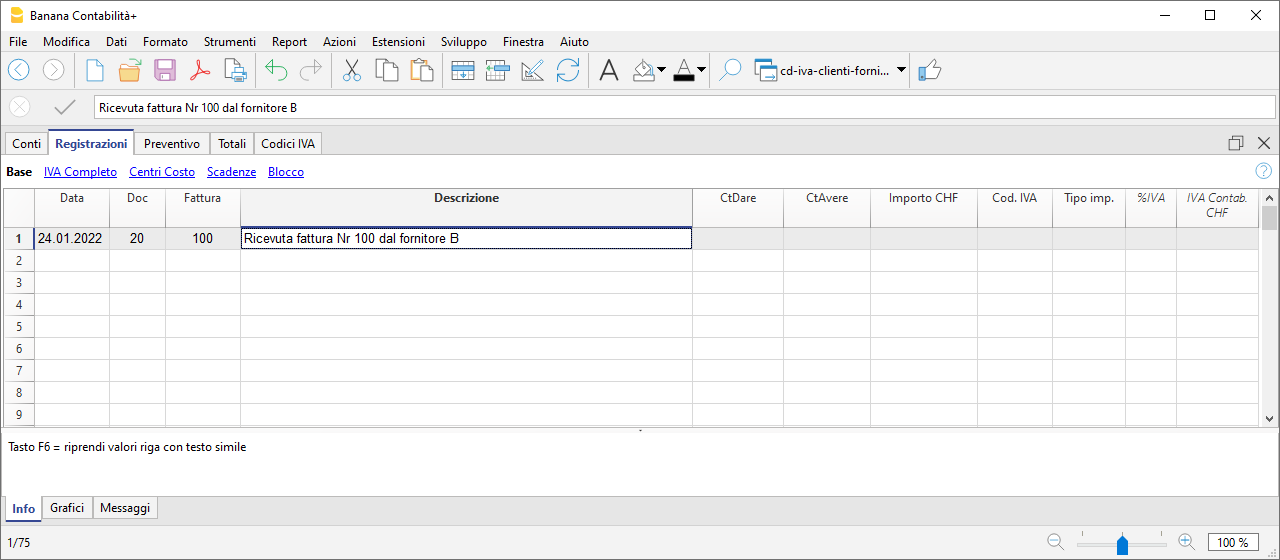 Banana Contabilità+
File Modifica Dati Formato Strumenti Report Azioni Estensioni Sviluppo Finestra Aiuto
cd-iva-clienti-forni...
Ricevuta fattura Nr 100 dal fornitore B
Conti Registrazioni Preventivo Totali Codici IVA
Base IVA Completo Centri Costo Scadenze Blocco
Data Doc Fattura Descrizione CtDare CtAvere Importo CHF Cod. IVA Tipo imp. %IVA IVA Contab.
CHF
1 24.01.2022 20 100 Ricevuta fattura Nr 100 dal fornitore B
2
3
4
5
6
7
8
9
Tasto F6 = riprendi valori riga con testo simile
Info Grafici Messaggi
1/75 100 %